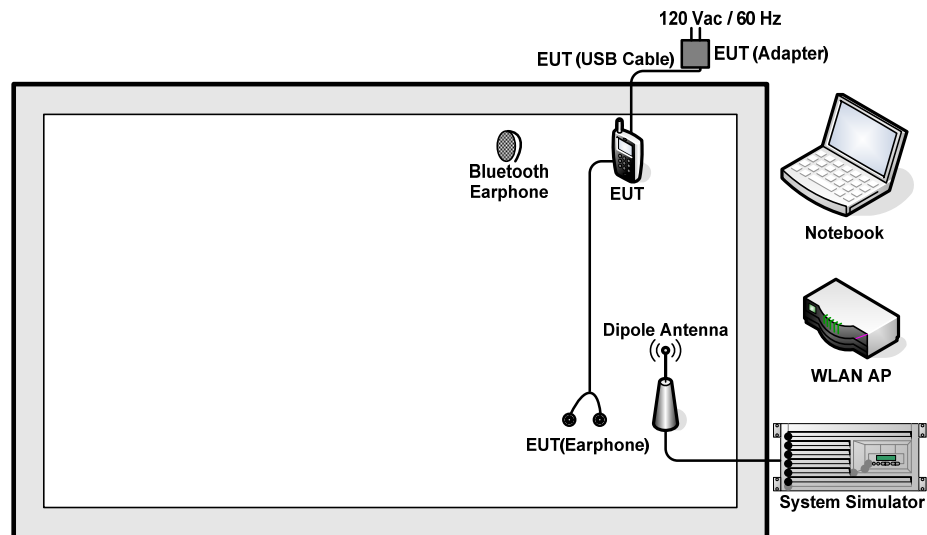 120 Vac / 60 Hz
EUT (USB Cable)
EUT (Adapter)
Bluetooth
Earphone
EUT
Notebook
Dipole Antenna
WLAN AP
EUT(Earphone)
System Simulator